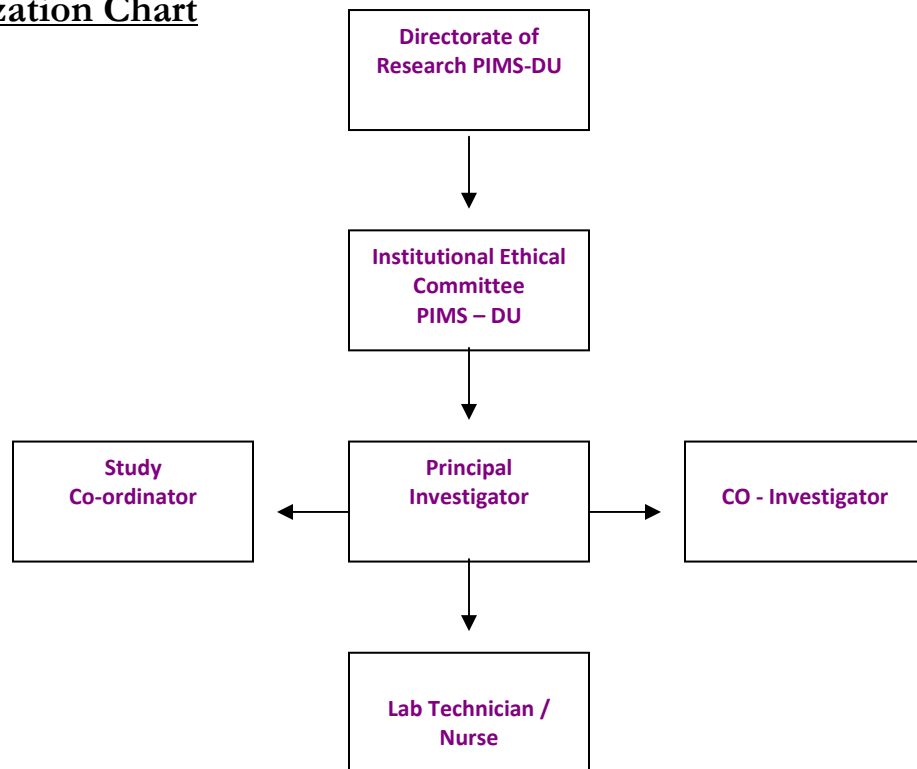 zation Chart
Directorate of
Research PIMS-DU
Institutional Ethical
Committee
PIMS – DU
Study
Co-ordinator
Principal
Investigator
CO - Investigator
Lab Technician /
Nurse